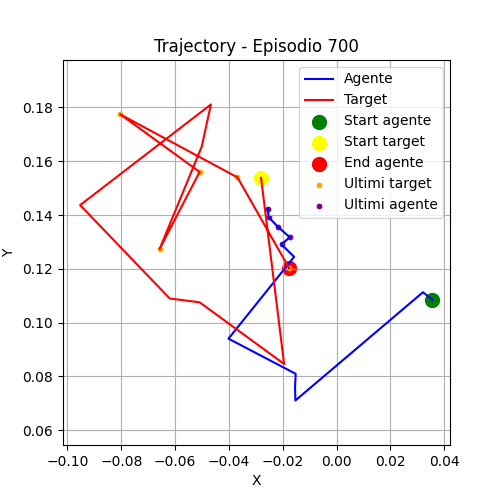 Trajectory - Episodio 700
Agente
Target
Start agente
Start target
End agente
Ultimi target
Ultimi agente
Y
0.18
0.16
0.14
0.12
0.10
0.08
0.06
−0.10 −0.08 −0.06 −0.04 −0.02 0.00 0.02 0.04
X